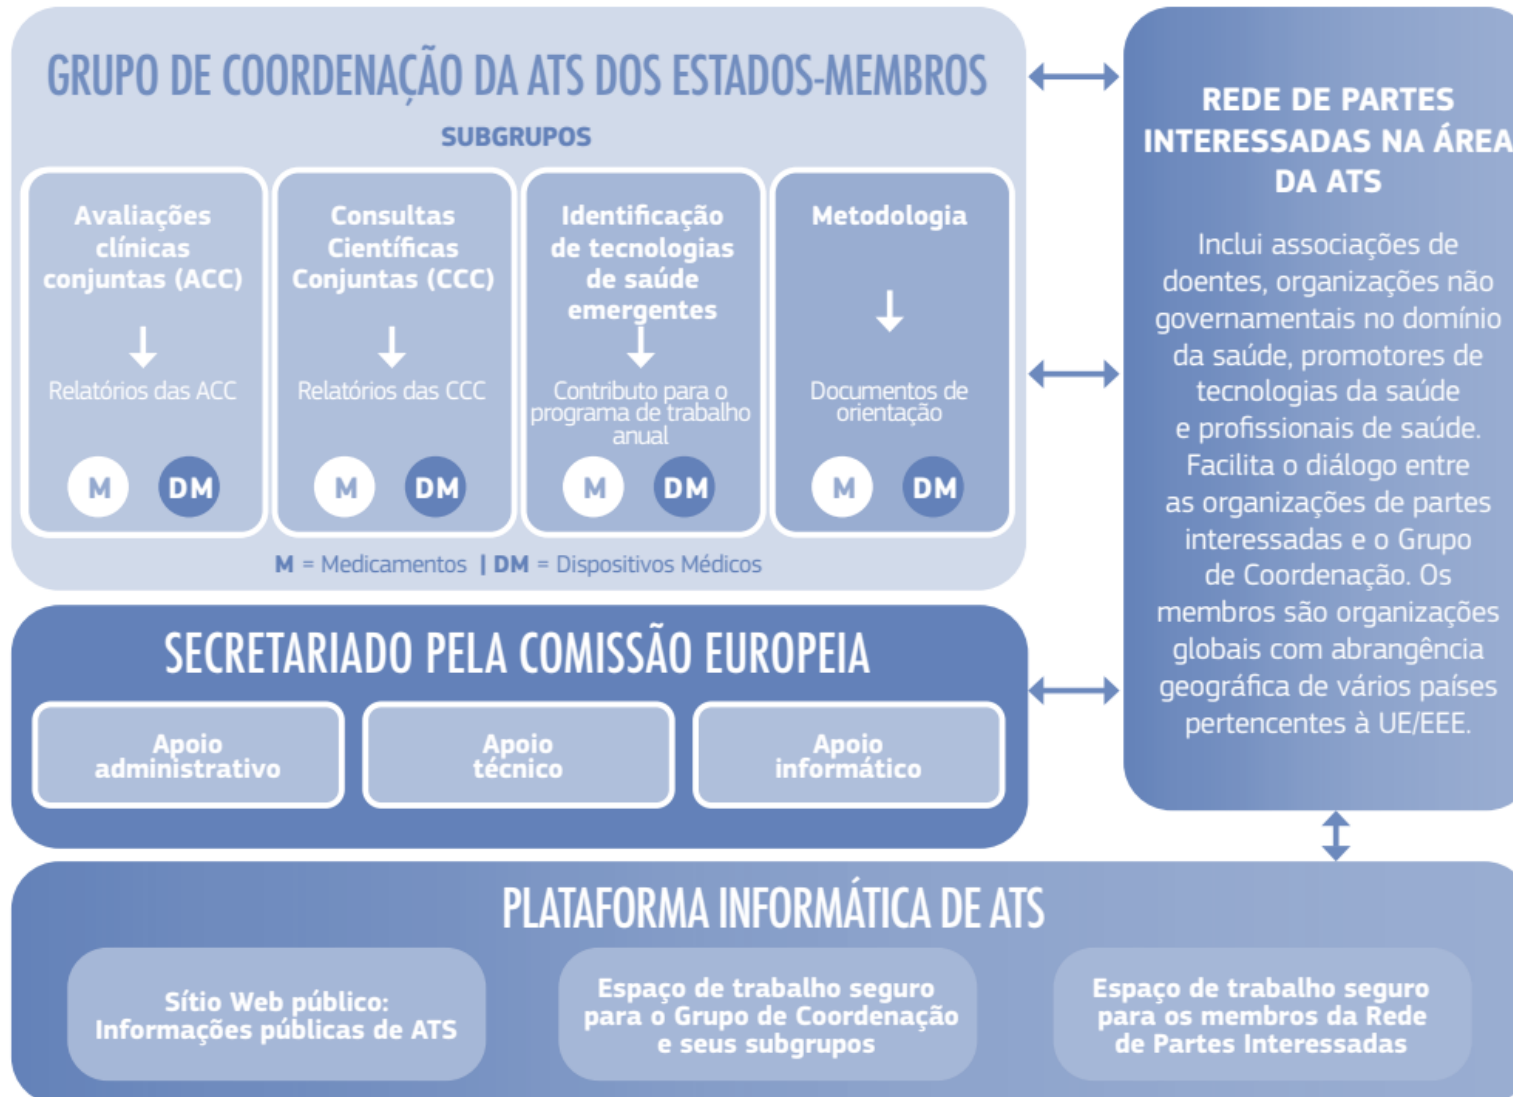 GRUPO DE COORDENAÇÃO DA ATS DOS ESTADOS-MEMBROS
SUBGRUPOS
Avaliações
clínicas
conjuntas (ACC)
Relatórios das ACC
M DM
Consultas
Científicas
Conjuntas (CCC)
Relatórios das CCC
M DM
Identificação
de tecnologias
de saúde
emergentes
Contributo para o
programa de trabalho
anual
M DM
Metodologia
Documentos de
orientação
M DM
M = Medicamentos | DM = Dispositivos Médicos
REDE DE PARTES
INTERESSADAS NA ÁREA
DA ATS
Inclui associações de
doentes, organizações não
governamentais no domínio
da saúde, promotores de
tecnologias da saúde
e profissionais de saúde.
Facilita o diálogo entre
as organizações de partes
interessadas e o Grupo
de Coordenação. Os
membros são organizações
globais com abrangência
geográfica de vários países
pertencentes à UE/EEE.
SECRETARIADO PELA COMISSÃO EUROPEIA
Apoio
administrativo
Apoio
técnico
Apoio
informático
PLATAFORMA INFORMÁTICA DE ATS
Sítio Web público:
Informações públicas de ATS
Espaço de trabalho seguro
para o Grupo de Coordenação
e seus subgrupos
Espaço de trabalho seguro
para os membros da Rede
de Partes Interessadas